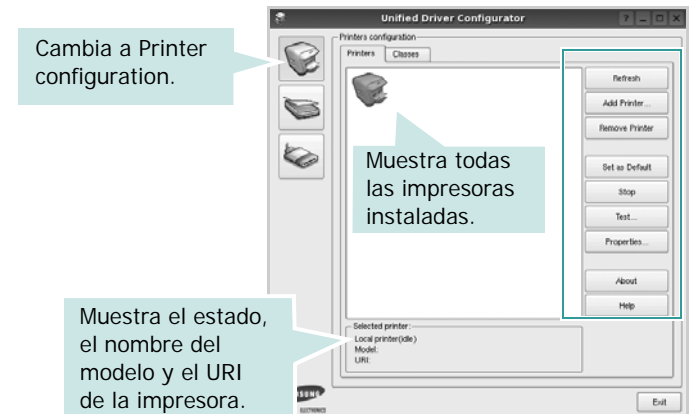 Unified Driver Configurator
Cambia a Printer
configuration.
Printers configuration
Printers Classes
Refresh
Add Printer...
Remove Printer
Set as Default
Stop
Test...
Properties...
About
Help
Muestra todas
las impresoras
instaladas.
Muestra el estado,
el nombre del
modelo y el URI
de la impresora.
Selected printer:
Local printer(idle)
Model:
URI:
ELECTRONICS
Exit